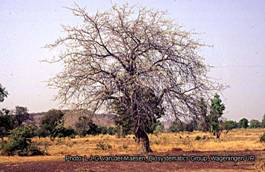 Photo: L.J.G. van der Maesen, Biosystematics Group, Wageningen UR